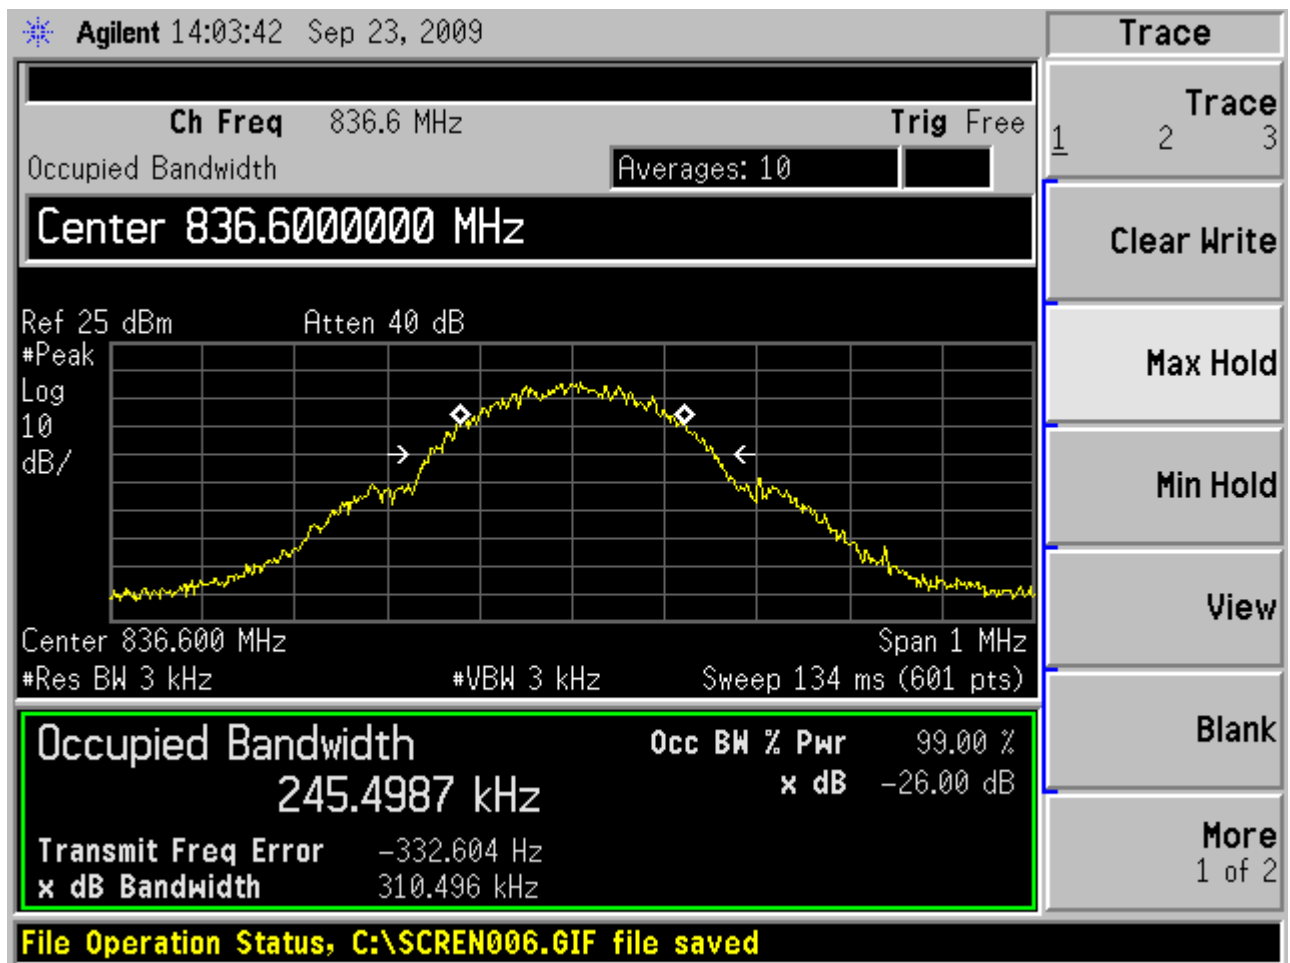 Agilent 14:03:42 Sep 23, 2009
Trace
Ch Freq 836.6 MHz Trig Free
Occupied Bandwidth Averages: 10
Center 836.6000000 MHz
Ref 25 dBm Atten 40 dB
#Peak
Log
10
dB/
Center 836.600 MHz Span 1 MHz
#Res BW 3 kHz #VBW 3 kHz Sweep 134 ms (601 pts)
Occupied Bandwidth Occ BW % Pwr 99.00 %
245.4987 kHz x dB -26.00 dB
Transmit Freq Error -332.604 Hz
x dB Bandwidth 310.496 kHz
File Operation Status, C:\SCREN006.GIF file saved
Trace
1 2 3
Clear Write
Max Hold
Min Hold
View
Blank
More
1 of 2